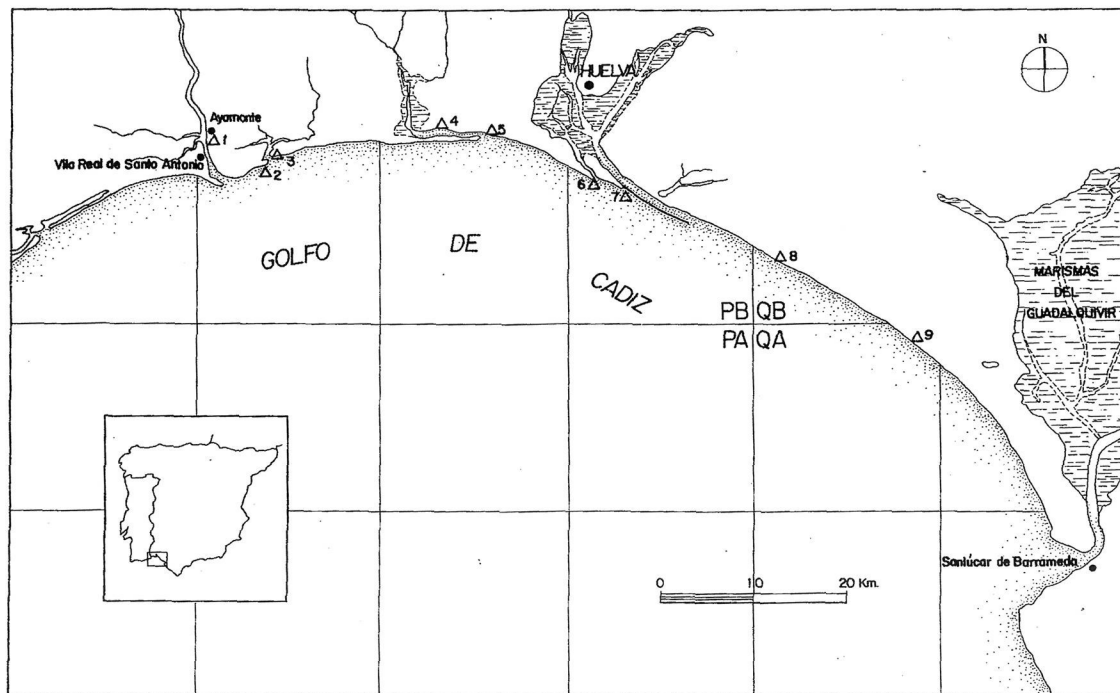 N
HUELVA
Ayamonte
1
4
5
3
Vila Real de Santo Antonio
2
6
7
GOLFO DE CADIZ
8
MARISMAS
DEL
GUADALQUIVIR
PB QB
PA QA
9
Sanlúcar de Barrameda
0 10 20 Km.